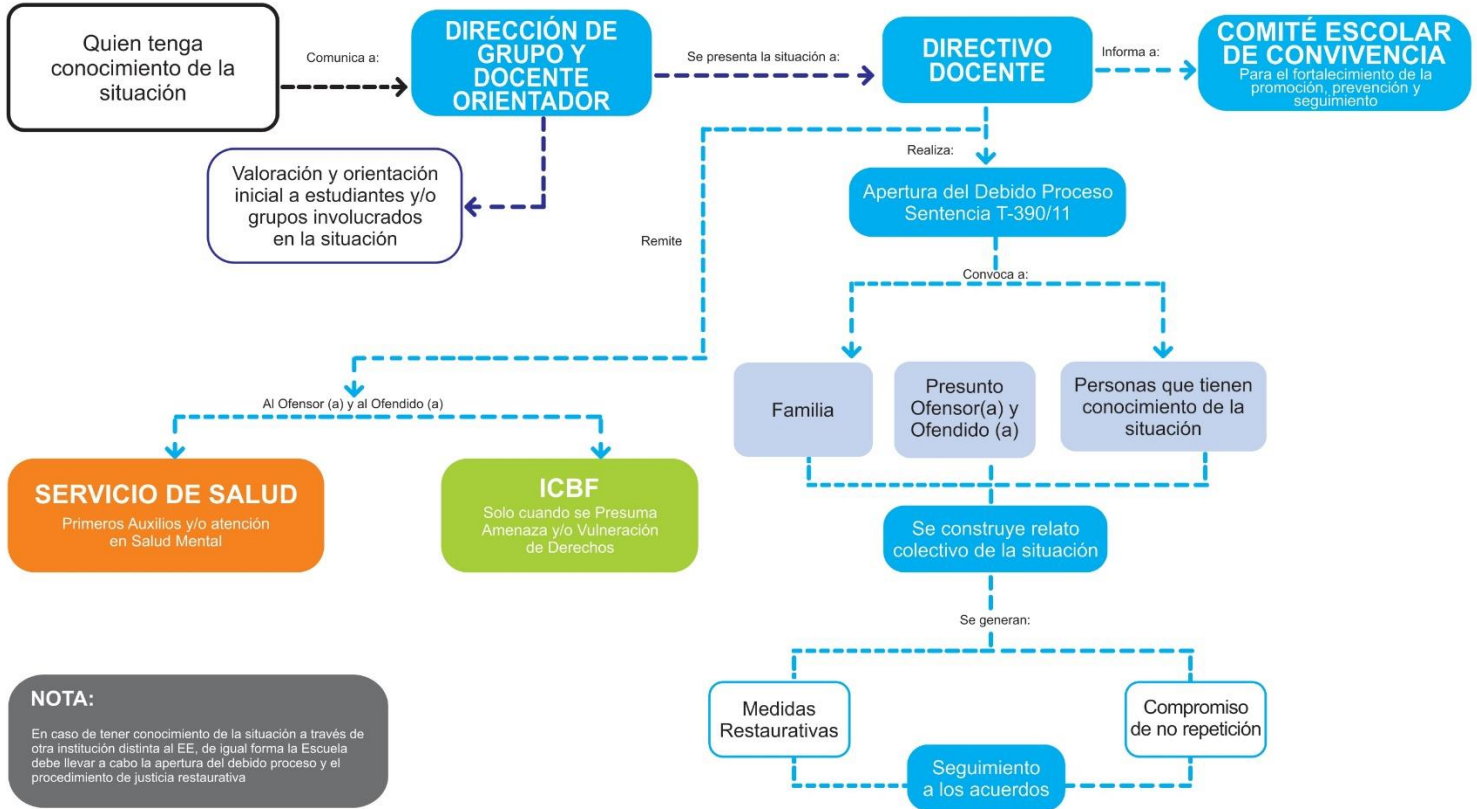 Quien tenga
conocimiento de la
situación
Comunica a:
DIRECCIÓN DE
GRUPO Y
DOCENTE
ORIENTADOR
Se presenta la situación a:
DIRECTIVO
DOCENTE
Informa a:
COMITÉ ESCOLAR
DE CONVIVENCIA
Para el fortalecimiento de la
promoción, prevención y
seguimiento
Valoración y orientación
inicial a estudiantes y/o
grupos involucrados
en la situación
Realiza:
Apertura del Debido Proceso
Sentencia T-390/11
Remite
Convoca a:
Familia
Presunto
Ofensor(a) y
Ofendido (a)
Personas que tienen
conocimiento de la
situación
Al Ofensor (a) y al Ofendido (a)
SERVICIO DE SALUD
Primeros Auxilios y/o atención
en Salud Mental
ICBF
Solo cuando se Presuma
Amenaza y/o Vulneración
de Derechos
Se construye relato
colectivo de la situación
Se generan:
Medidas
Restaurativas
Compromiso
de no repetición
Seguimiento
a los acuerdos
NOTA:
En caso de tener conocimiento de la situación a través de
otra institución distinta al EE, de igual forma la Escuela
debe llevar a cabo la apertura del debido proceso y el
procedimiento de justicia restaurativa